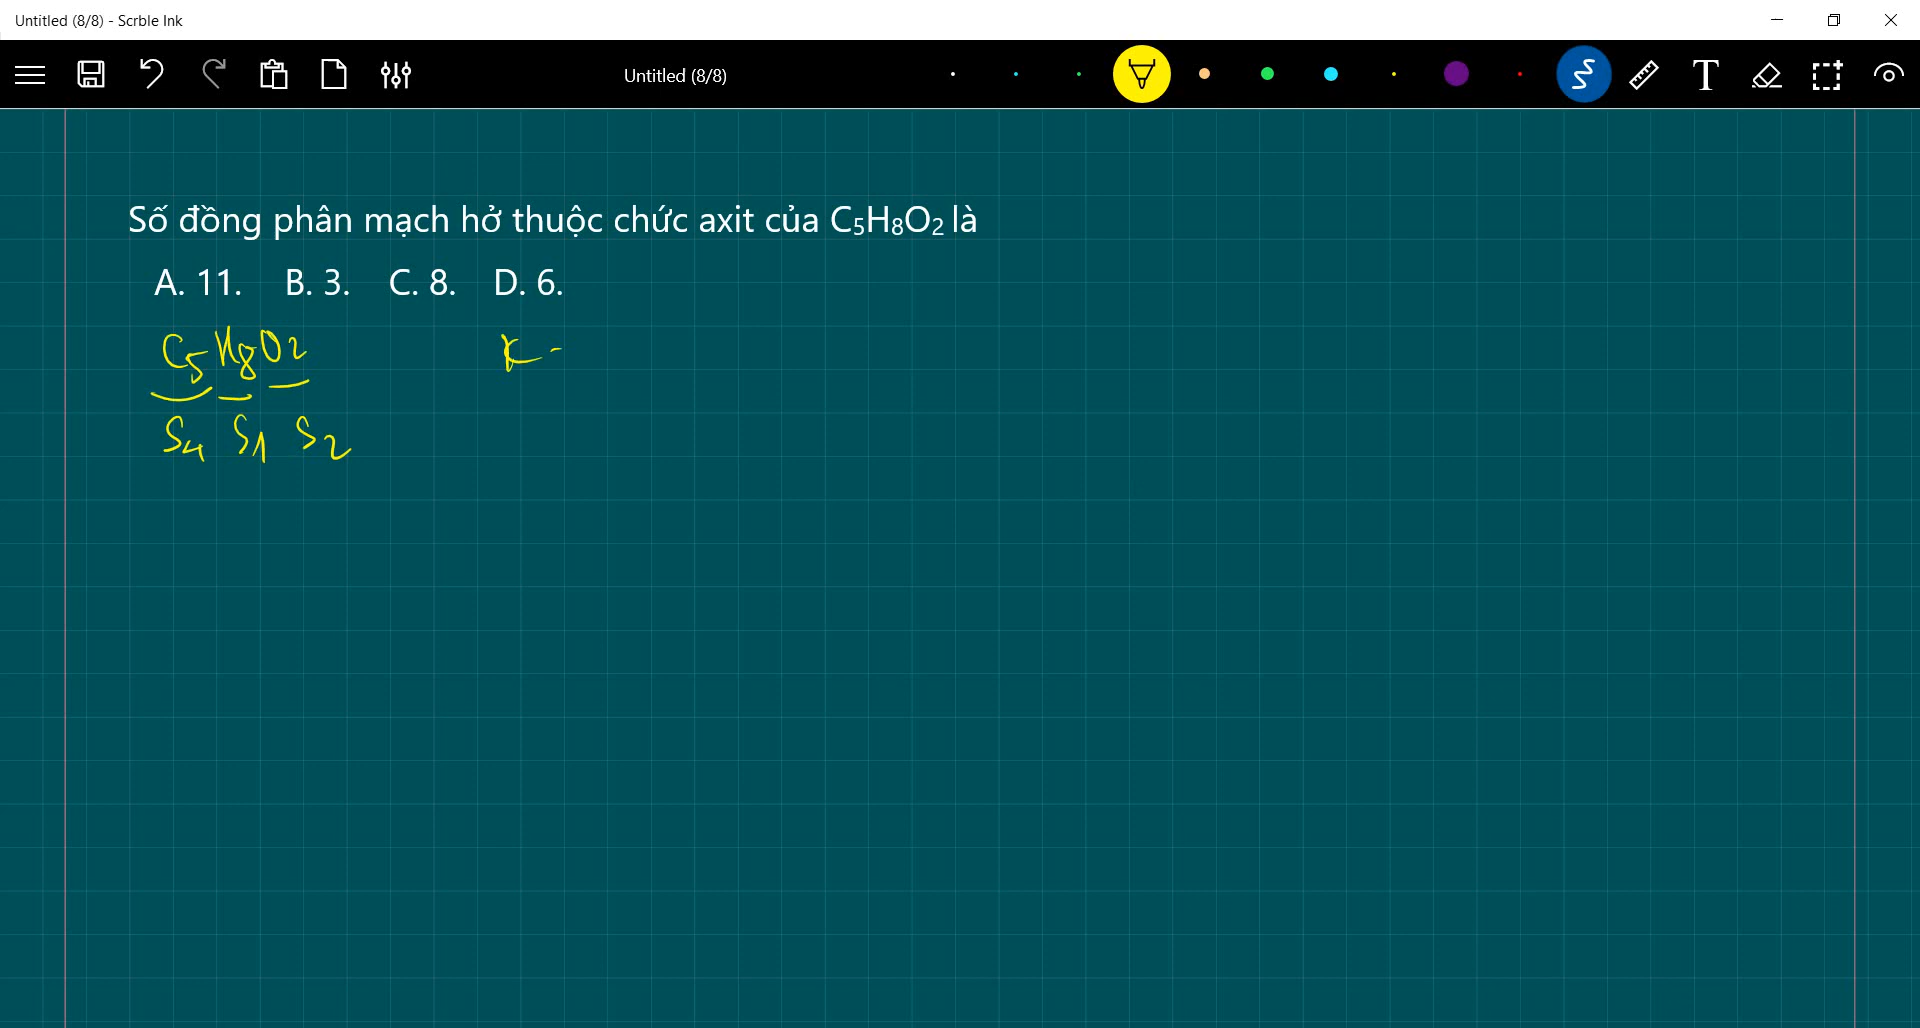 Untitled (8/8) - Scrble Ink
Untitled (8/8)
T
Số đồng phân mạch hở thuộc chức axit của C₅H₈O₂ là
A. 11. B. 3. C. 8. D. 6.
C₅H₈O₂ k -
S₄ S₁ S₂